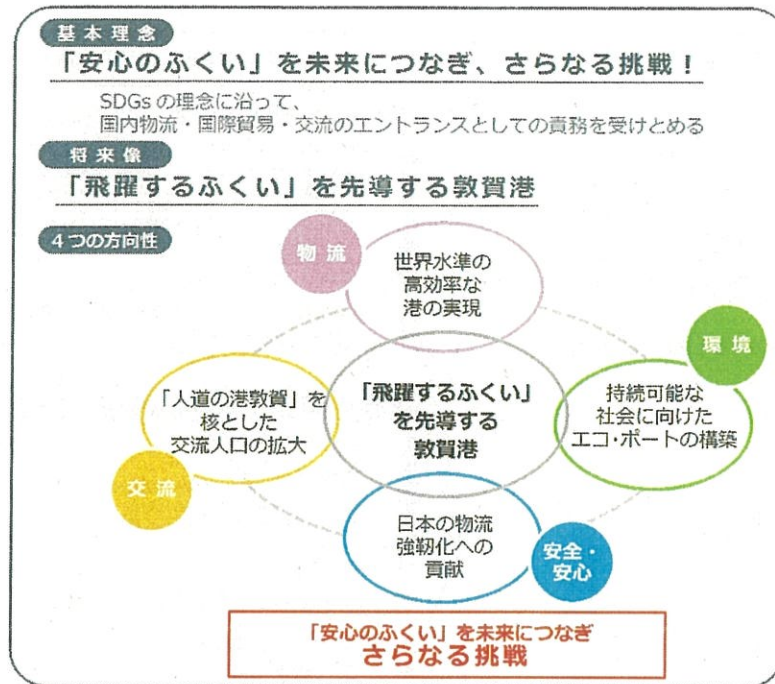 基本理念
「安心のふくい」を未来につなぎ、さらなる挑戦！
SDGs の理念に沿って、
国内物流・国際貿易・交流のエントランスとしての責務を受けとめる
将来像
「飛躍するふくい」を先導する敦賀港
4つの方向性
物流
世界水準の
高効率な
港の実現
環境
「人道の港敦賀」を
核とした
交流人口の拡大
「飛躍するふくい」
を先導する
敦賀港
持続可能な
社会に向けた
エコ・ポートの構築
交流
日本の物流
強靭化への
貢献
安全・
安心
「安心のふくい」を未来につなぎ
さらなる挑戦